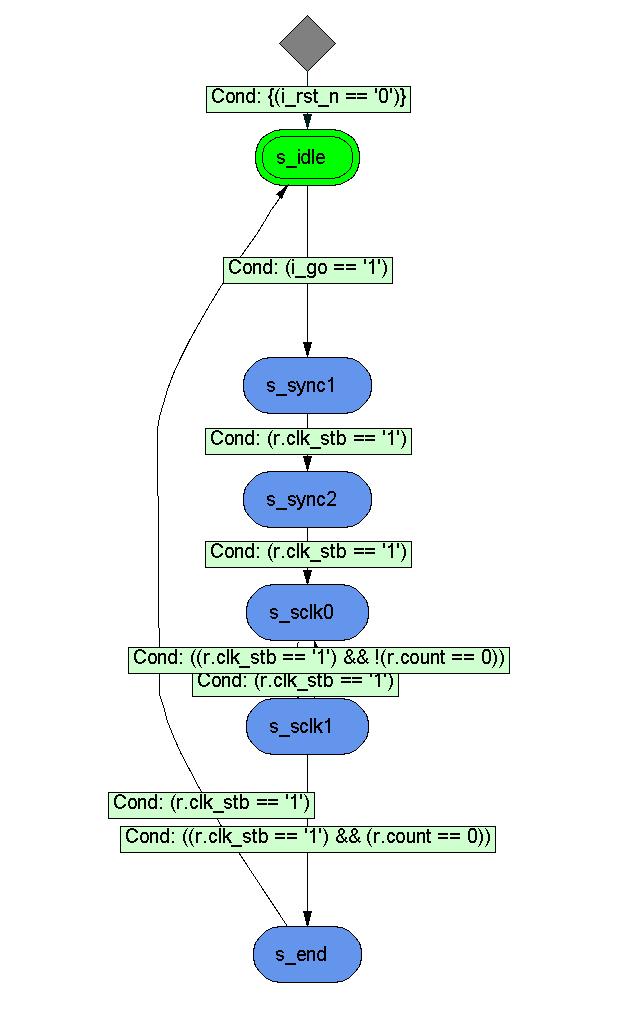 Cond: {(i_rst_n == '0')}
s_idle
Cond: (i_go == '1')
s_sync1
Cond: (r.clk_stb == '1')
s_sync2
Cond: (r.clk_stb == '1')
s_sclk0
Cond: ((r.clk_stb == '1') && !(r.count == 0))
Cond: (r.clk_stb == '1')
s_sclk1
Cond: (r.clk_stb == '1')
Cond: ((r.clk_stb == '1') && (r.count == 0))
s_end